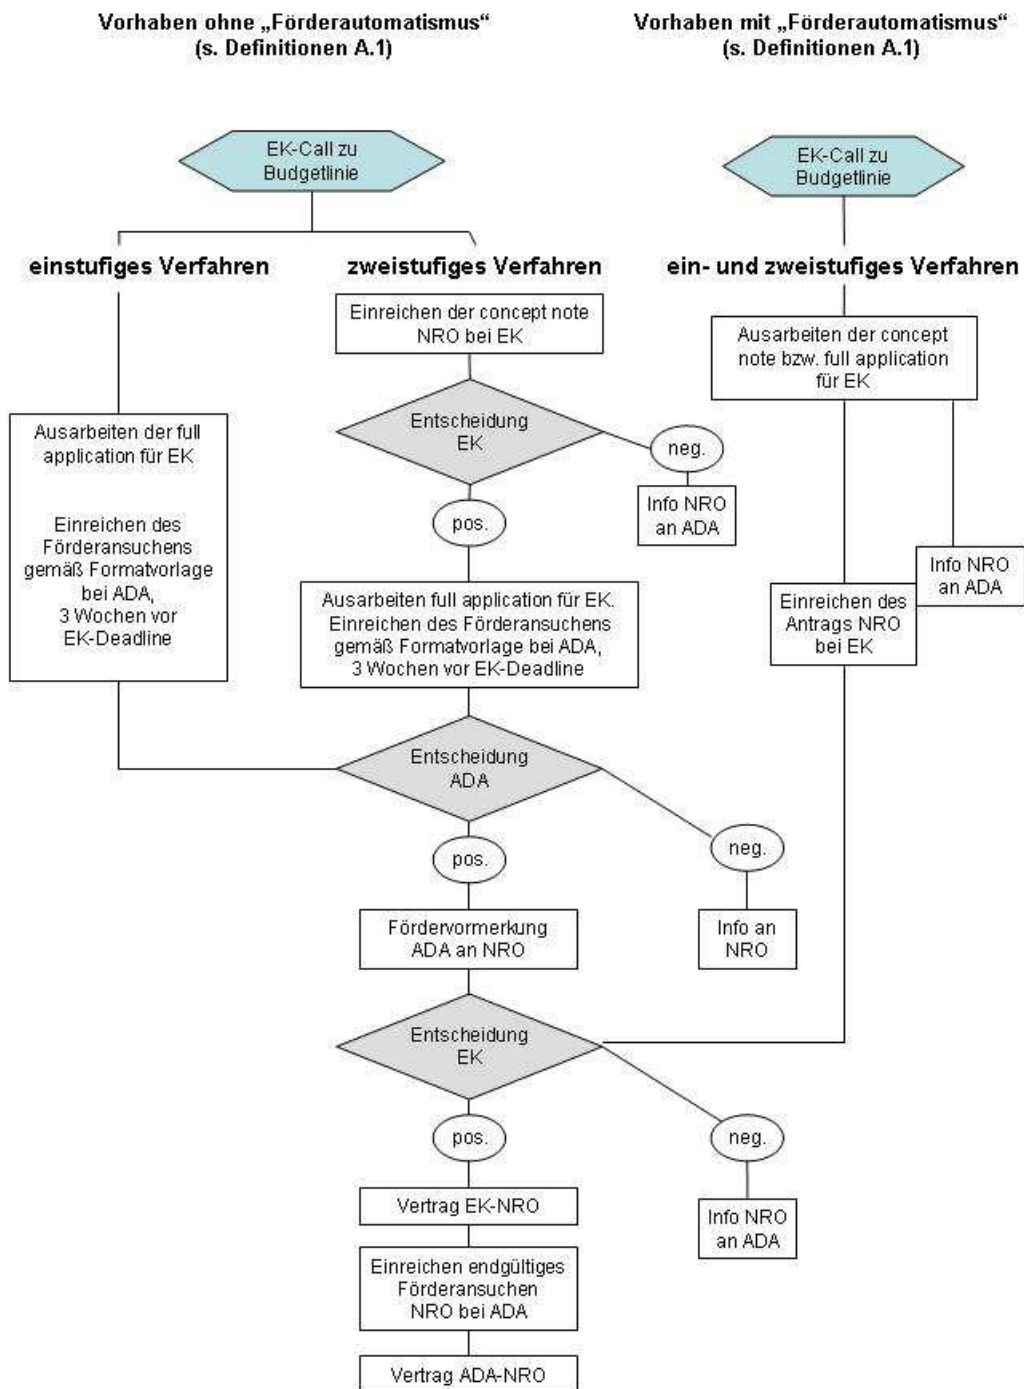 Vorhaben ohne „Förderautomatismus“
(s. Definitionen A.1)
Vorhaben mit „Förderautomatismus“
(s. Definitionen A.1)
EK-Call zu
Budgetlinie
EK-Call zu
Budgetlinie
einstufiges Verfahren
zweistufiges Verfahren
ein- und zweistufiges Verfahren
Einreichen der concept note
NRO bei EK
Ausarbeiten der concept
note bzw. full application
für EK
Entscheidung
EK
neg.
Info NRO
an ADA
pos.
Ausarbeiten der full
application für EK
Einreichen des
Förderansuchens
gemäß Formatvorlage
bei ADA,
3 Wochen vor
EK-Deadline
Info NRO
an ADA
Einreichen des
Antrags NRO
bei EK
Ausarbeiten full application für EK.
Einreichen des Förderansuchens
gemäß Formatvorlage bei ADA,
3 Wochen vor EK-Deadline
Entscheidung
ADA
pos.
neg.
Fördervormerkung
ADA an NRO
Info an
NRO
Entscheidung
EK
pos.
neg.
Vertrag EK-NRO
Info NRO
an ADA
Einreichen endgültiges
Förderansuchen
NRO bei ADA
Vertrag ADA-NRO